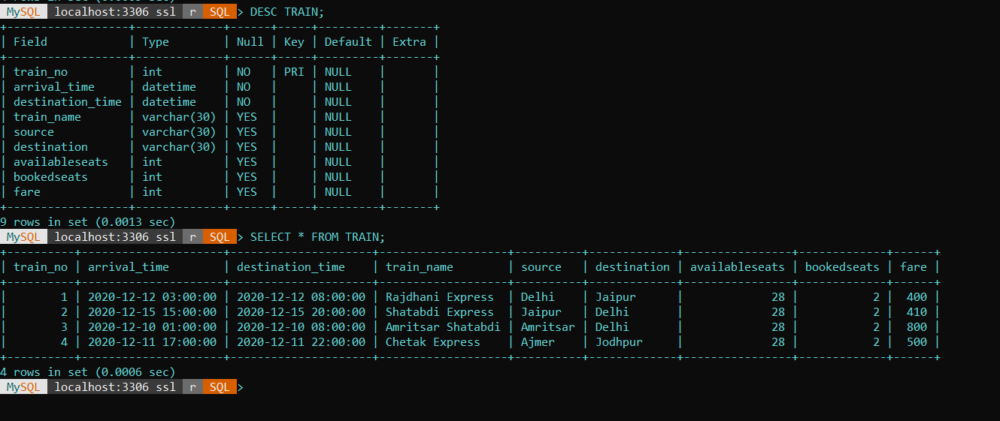 4 rows in set (0.0005 sec)
MySQL localhost:3306 ssl r SQL > DESC TRAIN;
+------------------+-------------+------+-----+---------+-------+
| Field            | Type        | Null | Key | Default | Extra |
+------------------+-------------+------+-----+---------+-------+
| train_no         | int         | NO   | PRI | NULL    |       |
| arrival_time     | datetime    | NO   |     | NULL    |       |
| destination_time | datetime    | NO   |     | NULL    |       |
| train_name       | varchar(30) | YES  |     | NULL    |       |
| source           | varchar(30) | YES  |     | NULL    |       |
| destination      | varchar(30) | YES  |     | NULL    |       |
| availableseats   | int         | YES  |     | NULL    |       |
| bookedseats      | int         | YES  |     | NULL    |       |
| fare             | int         | YES  |     | NULL    |       |
+------------------+-------------+------+-----+---------+-------+
9 rows in set (0.0013 sec)
MySQL localhost:3306 ssl r SQL > SELECT * FROM TRAIN;
+----------+---------------------+---------------------+-------------------+----------+-------------+----------------+-------------+------+
| train_no | arrival_time        | destination_time    | train_name        | source   | destination | availableseats | bookedseats | fare |
+----------+---------------------+---------------------+-------------------+----------+-------------+----------------+-------------+------+
|        1 | 2020-12-12 03:00:00 | 2020-12-12 08:00:00 | Rajdhani Express  | Delhi    | Jaipur      |             28 |           2 |  400 |
|        2 | 2020-12-15 15:00:00 | 2020-12-15 20:00:00 | Shatabdi Express  | Jaipur   | Delhi       |             28 |           2 |  410 |
|        3 | 2020-12-10 01:00:00 | 2020-12-10 08:00:00 | Amritsar Shatabdi | Amritsar | Delhi       |             28 |           2 |  800 |
|        4 | 2020-12-11 17:00:00 | 2020-12-11 22:00:00 | Chetak Express    | Ajmer    | Jodhpur     |             28 |           2 |  500 |
+----------+---------------------+---------------------+-------------------+----------+-------------+----------------+-------------+------+
4 rows in set (0.0006 sec)
MySQL localhost:3306 ssl r SQL >